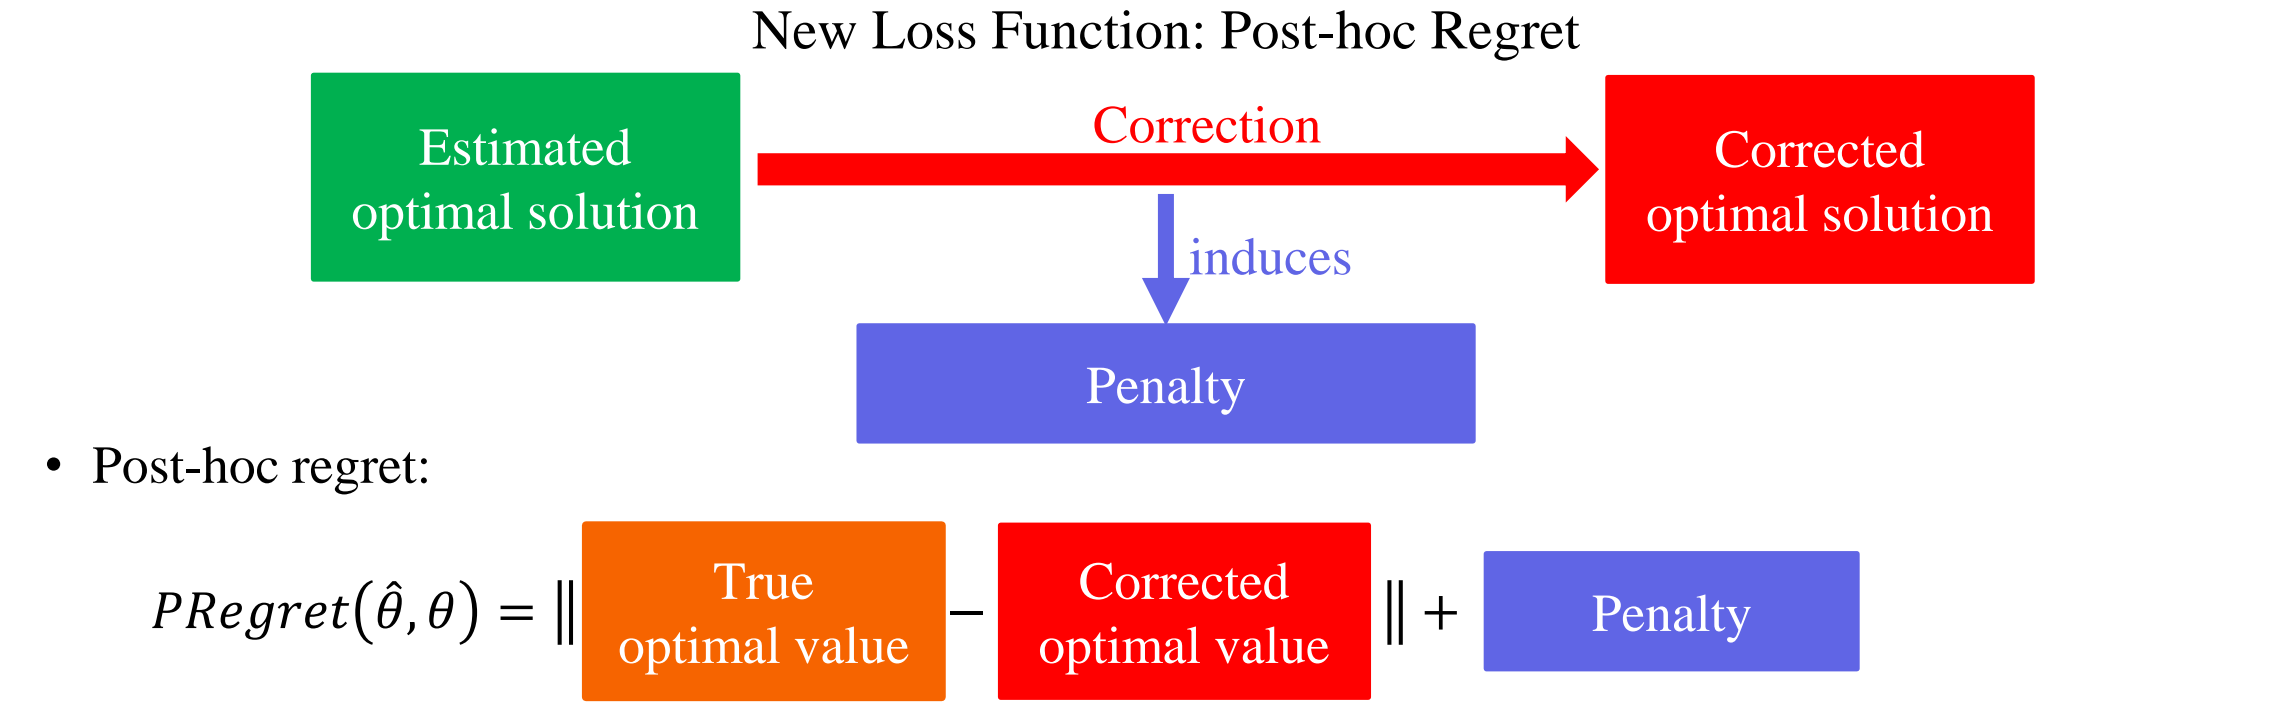 New Loss Function: Post-hoc Regret
Estimated
optimal solution
Correction
Corrected
optimal solution
induces
Penalty
• Post-hoc regret:
PRegret(θ̂, θ) = ‖ True optimal value − Corrected optimal value ‖ + Penalty